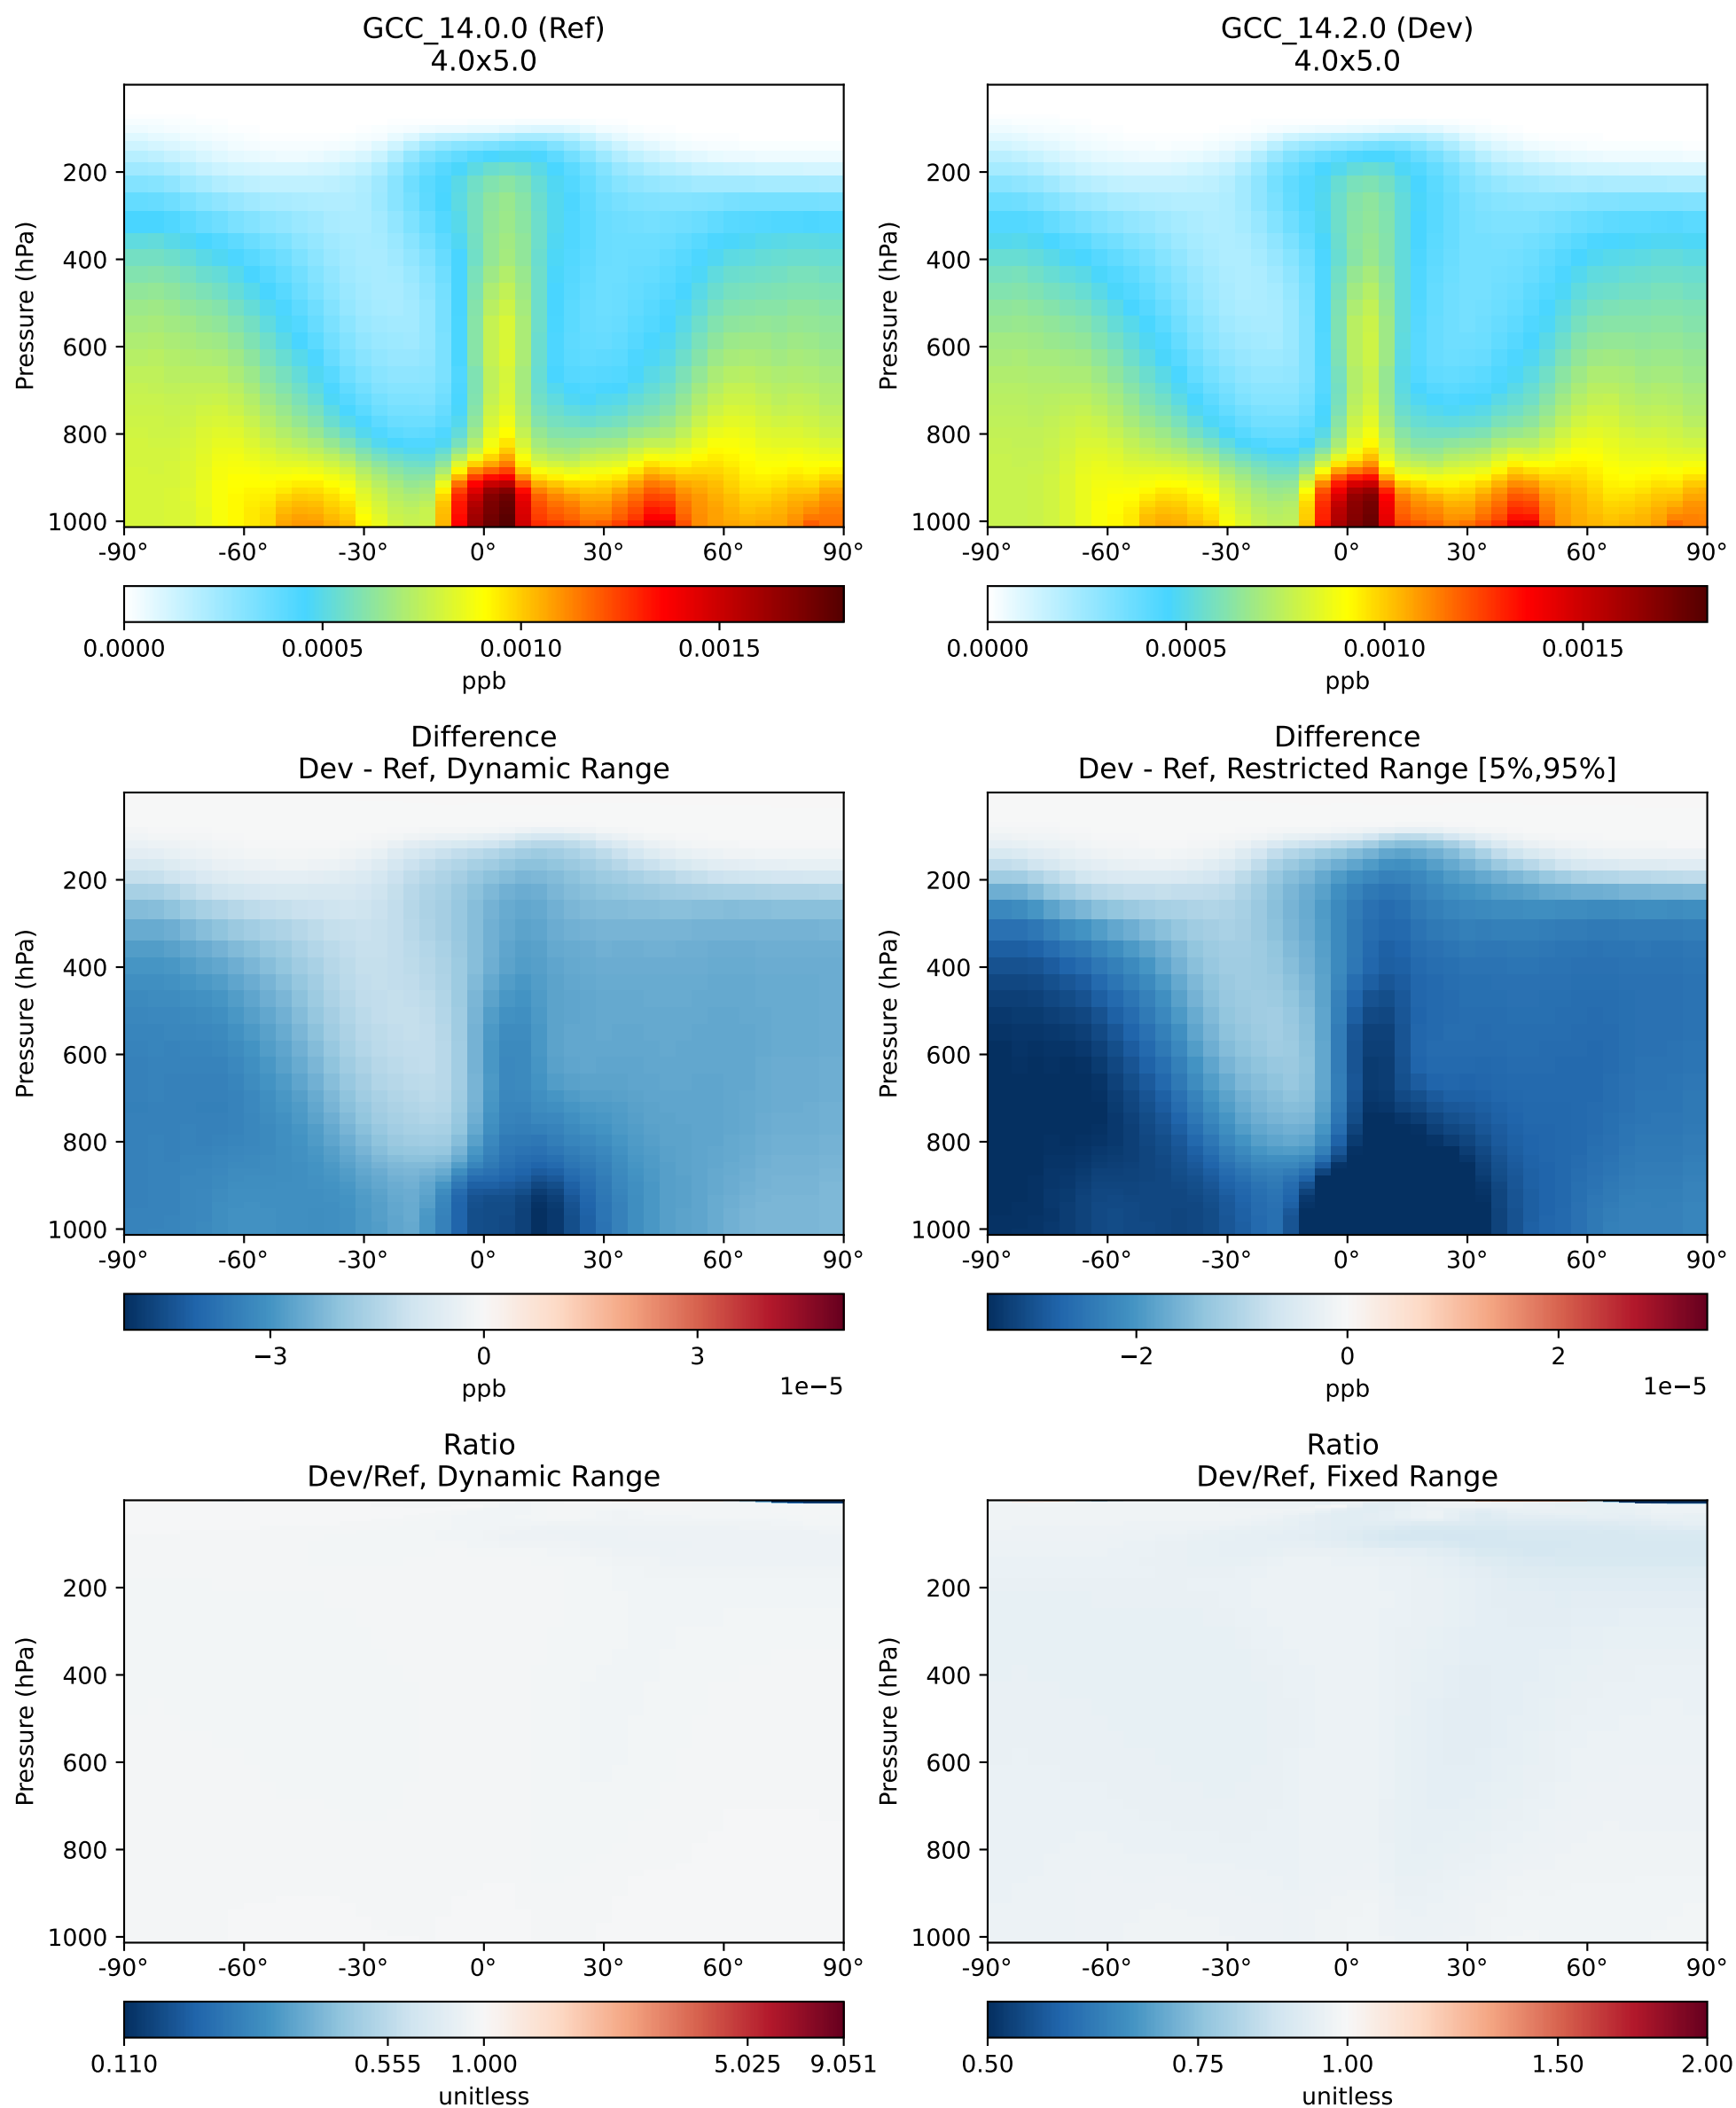 GCC_14.0.0 (Ref)
4.0x5.0
GCC_14.2.0 (Dev)
4.0x5.0
Pressure (hPa)
200
400
600
800
1000
-90° -60° -30° 0° 30° 60° 90°
0.0000 0.0005 0.0010 0.0015
ppb
Pressure (hPa)
200
400
600
800
1000
-90° -60° -30° 0° 30° 60° 90°
0.0000 0.0005 0.0010 0.0015
ppb
Difference
Dev - Ref, Dynamic Range
Difference
Dev - Ref, Restricted Range [5%,95%]
Pressure (hPa)
200
400
600
800
1000
-90° -60° -30° 0° 30° 60° 90°
−3 0 3
ppb
1e−5
Pressure (hPa)
200
400
600
800
1000
-90° -60° -30° 0° 30° 60° 90°
−2 0 2
ppb
1e−5
Ratio
Dev/Ref, Dynamic Range
Ratio
Dev/Ref, Fixed Range
Pressure (hPa)
200
400
600
800
1000
-90° -60° -30° 0° 30° 60° 90°
0.110 0.555 1.000 5.025 9.051
unitless
Pressure (hPa)
200
400
600
800
1000
-90° -60° -30° 0° 30° 60° 90°
0.50 0.75 1.00 1.50 2.00
unitless